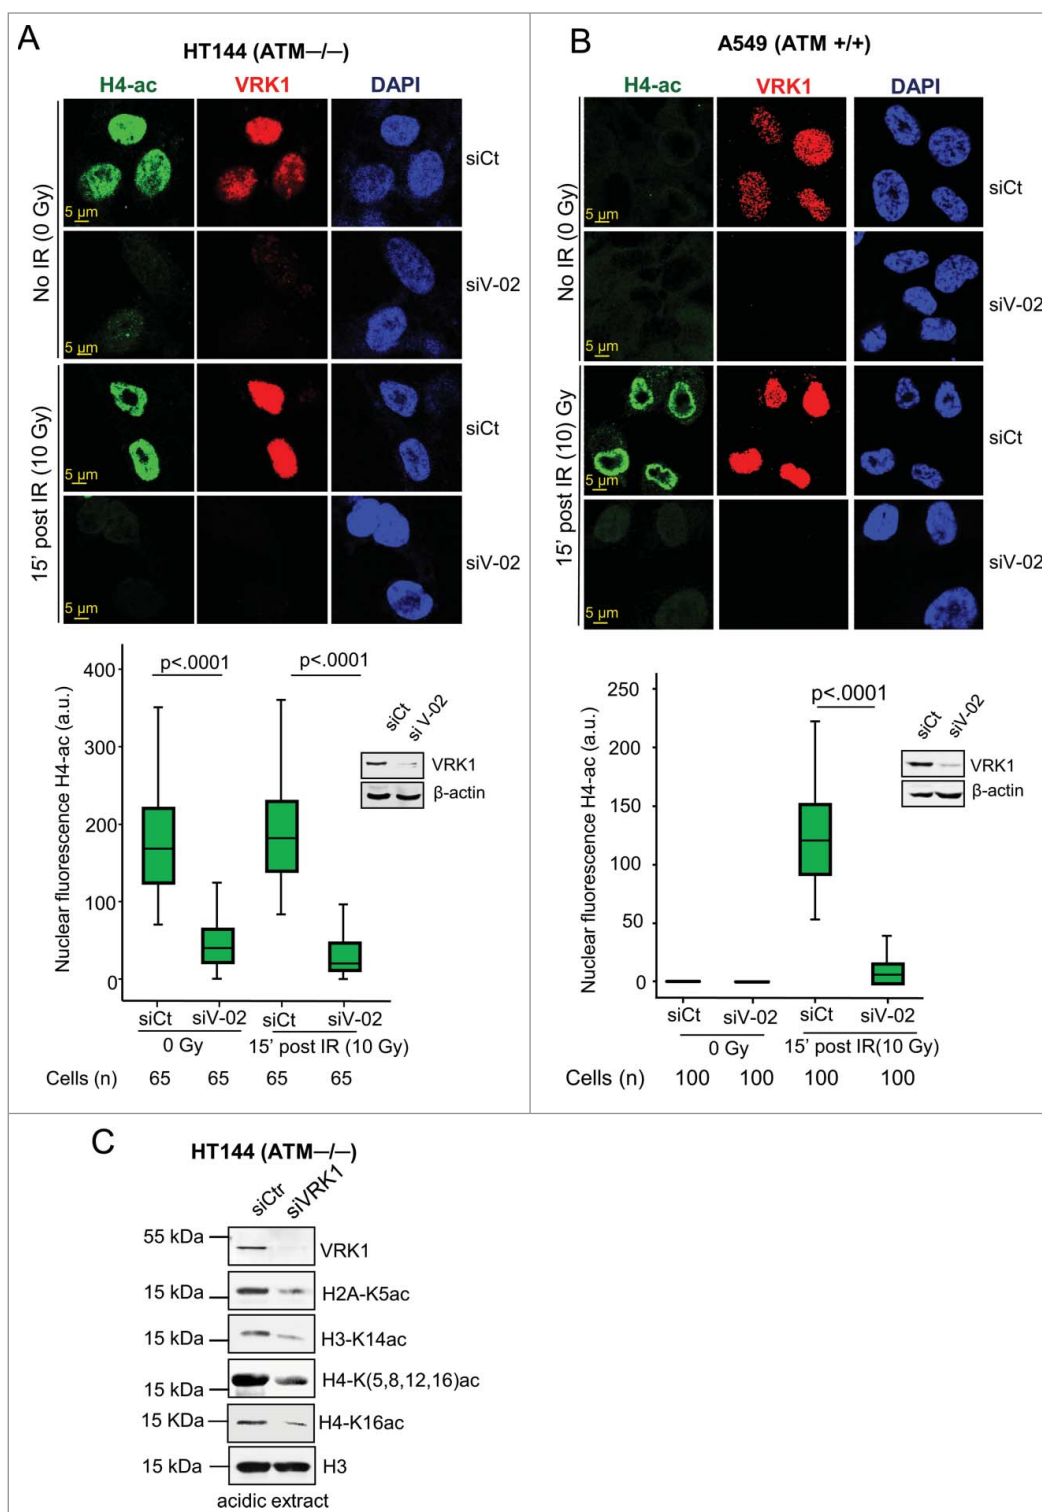 A
HT144 (ATM—/—)
H4-ac VRK1 DAPI
No IR (0 Gy)
5 µm
siCt
5 µm
siV-02
15' post IR (10 Gy)
5 µm
siCt
5 µm
siV-02
Nuclear fluorescence H4-ac (a.u.)
400
300
200
100
0
p<.0001 p<.0001
siCt si V-02
VRK1
β-actin
siCt siV-02 siCt siV-02
0 Gy 15' post IR (10 Gy)
Cells (n) 65 65 65 65
B
A549 (ATM +/+)
H4-ac VRK1 DAPI
No IR (0 Gy)
5 µm
siCt
5 µm
siV-02
15' post IR (10) Gy
5 µm
siCt
5 µm
siV-02
Nuclear fluorescence H4-ac (a.u.)
250
200
150
100
50
0
p<.0001
siCt siV-02
VRK1
β-actin
siCt siV-02 siCt siV-02
0 Gy 15' post IR(10 Gy)
Cells (n) 100 100 100 100
C
HT144 (ATM—/—)
siCtr siVRK1
55 kDa VRK1
15 kDa H2A-K5ac
15 kDa H3-K14ac
15 kDa H4-K(5,8,12,16)ac
15 KDa H4-K16ac
15 kDa H3
acidic extract